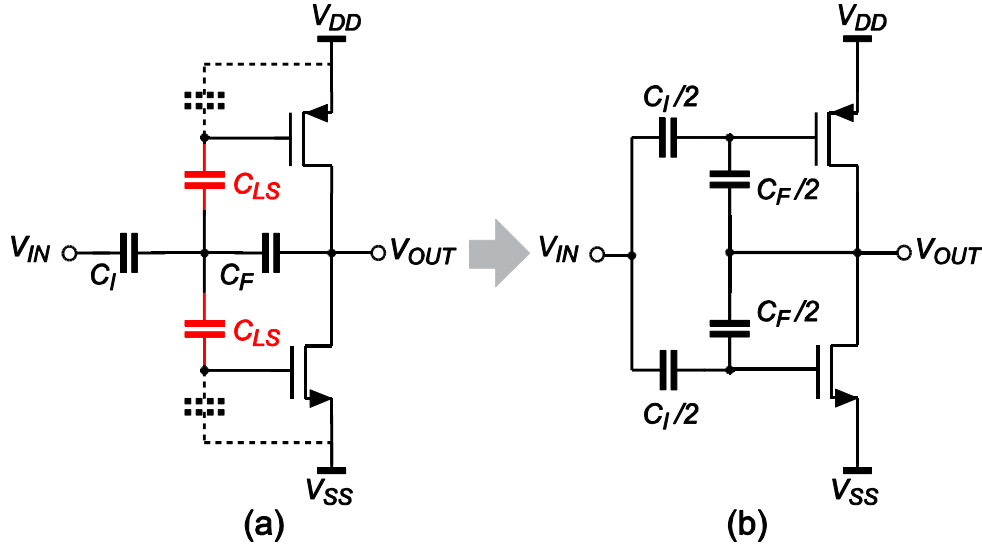 V_DD
C_LS
V_IN
C_I
C_F
V_OUT
C_LS
V_SS
(a)
V_DD
C_I/2
C_F/2
V_IN
V_OUT
C_F/2
C_I/2
V_SS
(b)